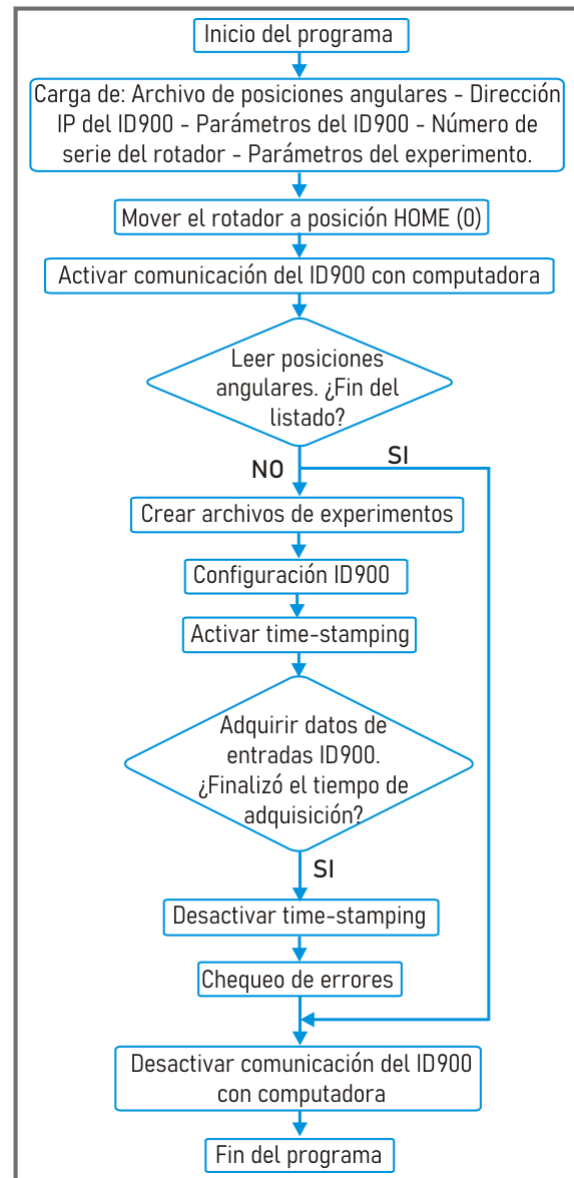 Inicio del programa
Carga de: Archivo de posiciones angulares - Dirección
IP del ID900 - Parámetros del ID900 - Número de
serie del rotador - Parámetros del experimento.
Mover el rotador a posición HOME (0)
Activar comunicación del ID900 con computadora
Leer posiciones
angulares. ¿Fin del
listado?
NO
SI
Crear archivos de experimentos
Configuración ID900
Activar time-stamping
Adquirir datos de
entradas ID900.
¿Finalizó el tiempo de
adquisición?
SI
Desactivar time-stamping
Chequeo de errores
Desactivar comunicación del ID900
con computadora
Fin del programa